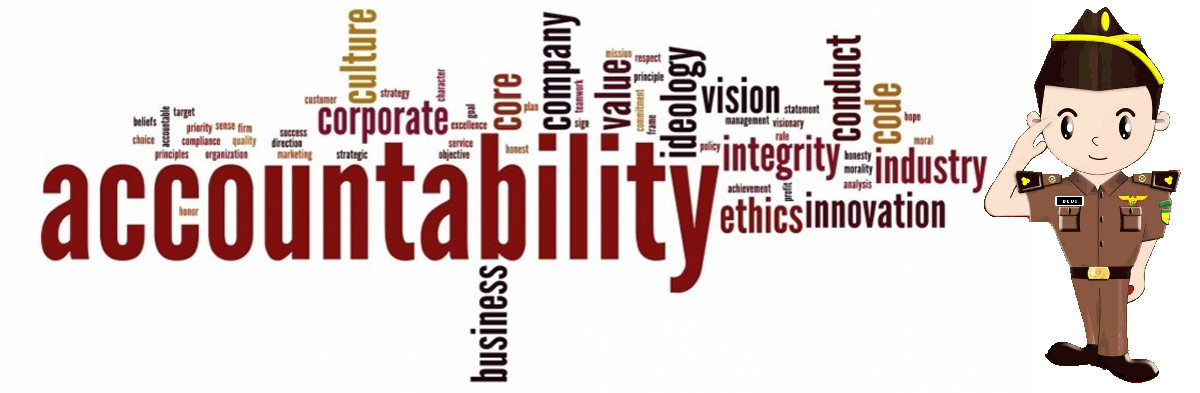 culture
company
mission
respect
value
ideology
principle
conduct
strategy
character
customer
corporate
core
plan
goal
excellence
teamwork
sign
commitment
frame
vision
statement
management
visionary
code
hope
beliefs
accountable
target
choice
priority
sense
firm
compliance
quality
principles
organization
success
direction
marketing
strategic
service
objective
honest
policy
rule
integrity
honesty
morality
analysis
moral
industry
accountability
honor
achievement
profit
ethics
innovation
business